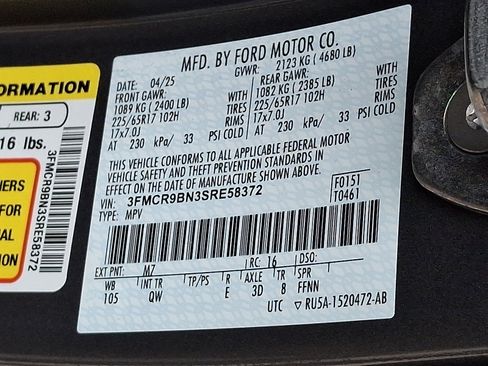 ORMATION
REAR: 3
16 lbs.
HERS
FOR
NAL
ION
3FMCR9BN3SRE58372
MFD. BY FORD MOTOR CO.
DATE: 04/25 GVWR: 2123 KG (4680 LB)
FRONT GAWR: REAR GAWR:
1089 KG (2400 LB) 1082 KG (2385 LB)
225/65R17 102H TIRES 225/65R17 102H TIRES
17x7.0J RIMS 17x7.0J RIMS
AT 230 kPa/ 33 PSI COLD AT 230 kPa/ 33 PSI COLD
THIS VEHICLE CONFORMS TO ALL APPLICABLE FEDERAL MOTOR
VEHICLE SAFETY AND THEFT PREVENTION STANDARDS IN
EFFECT ON THE DATE OF MANUFACTURE SHOWN ABOVE.
VIN: 3FMCR9BN3SRE58372 F0151
TYPE: MPV T0461
EXT PNT: M7 RC: 16 DSO:
WB INT TR TP/PS R AXLE TR SPR
105 QW E 3D 8 FFNN
UTC ▽ RU5A-1520472-AB